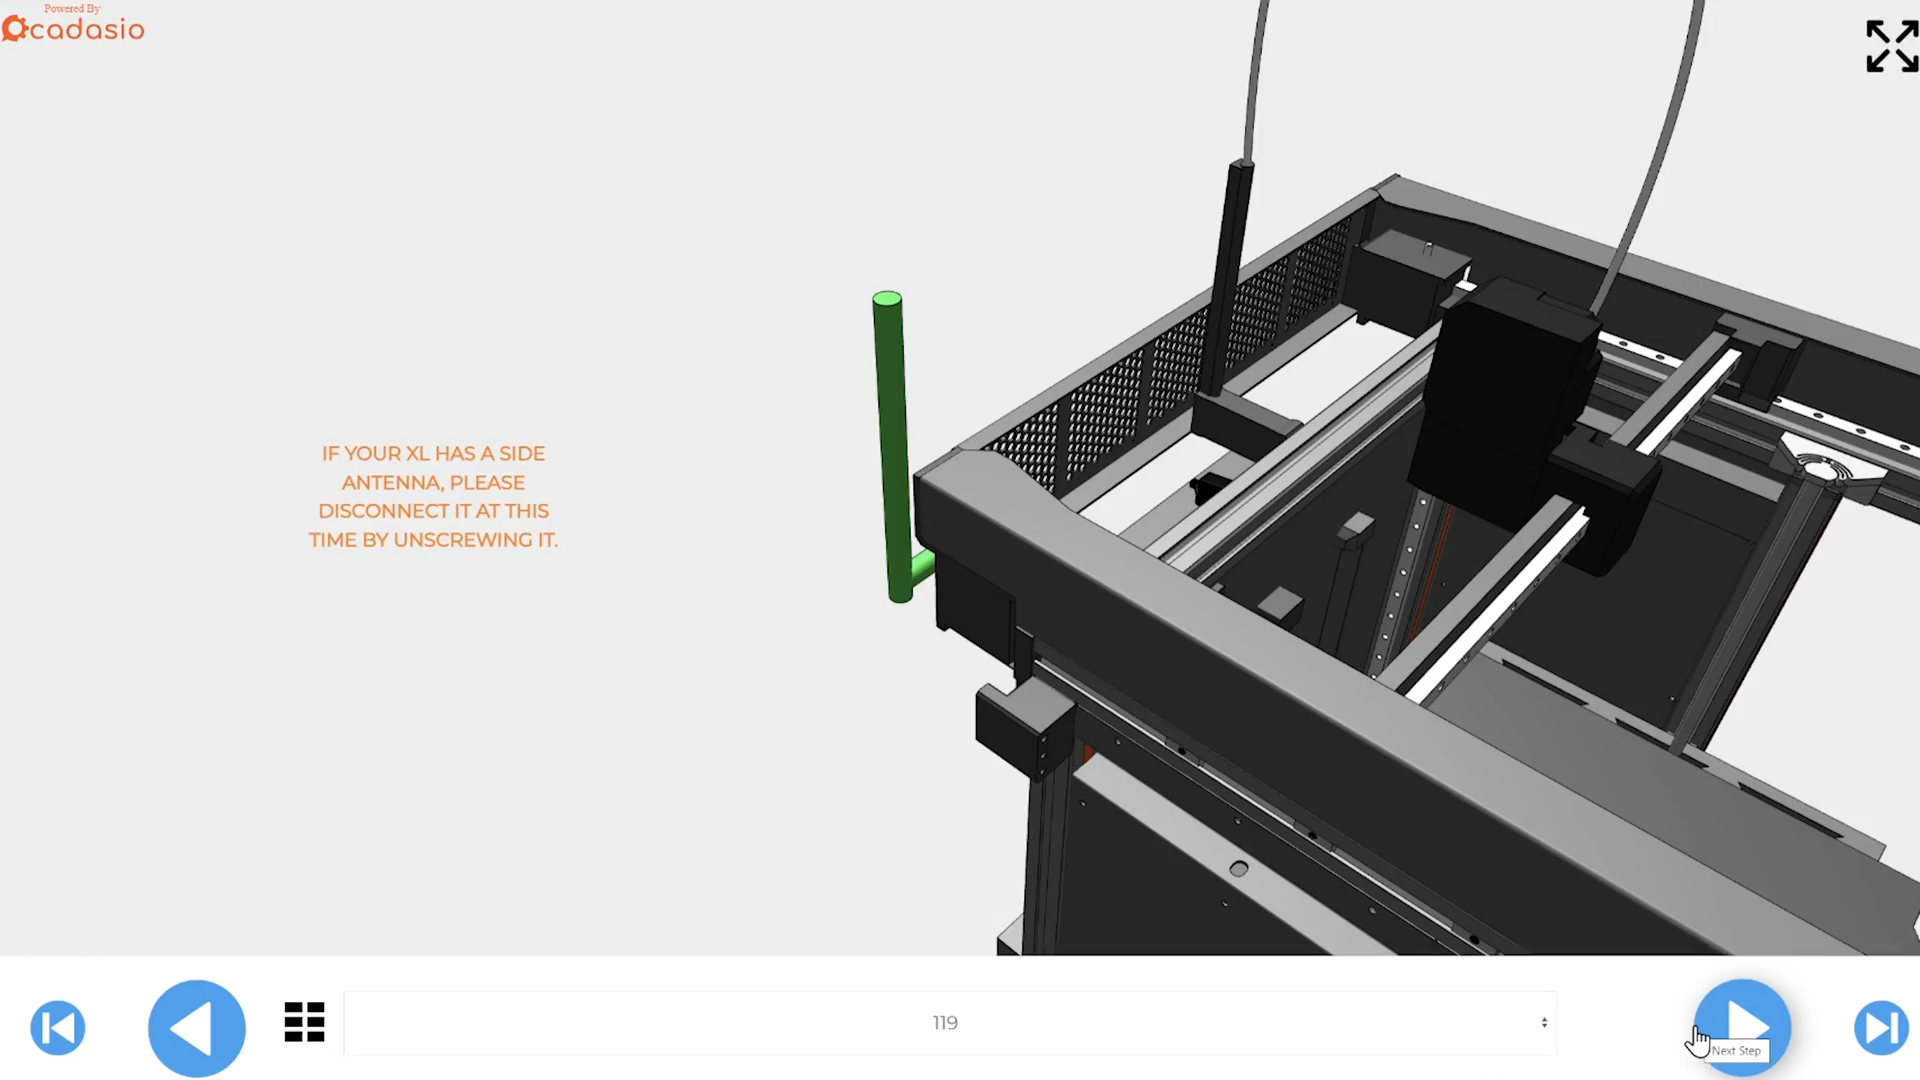 Powered By
cadasio
IF YOUR XL HAS A SIDE
ANTENNA, PLEASE
DISCONNECT IT AT THIS
TIME BY UNSCREWING IT.
119
Next Step